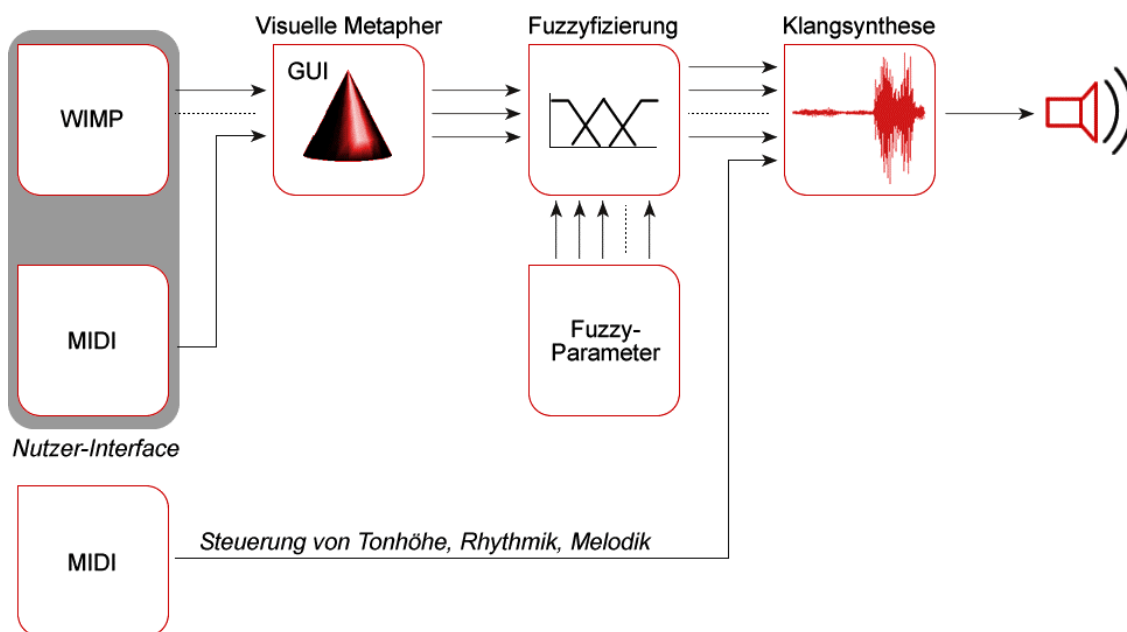 Visuelle Metapher
Fuzzyfizierung
Klangsynthese
GUI
WIMP
MIDI
Fuzzy-
Parameter
Nutzer-Interface
Steuerung von Tonhöhe, Rhythmik, Melodik
MIDI